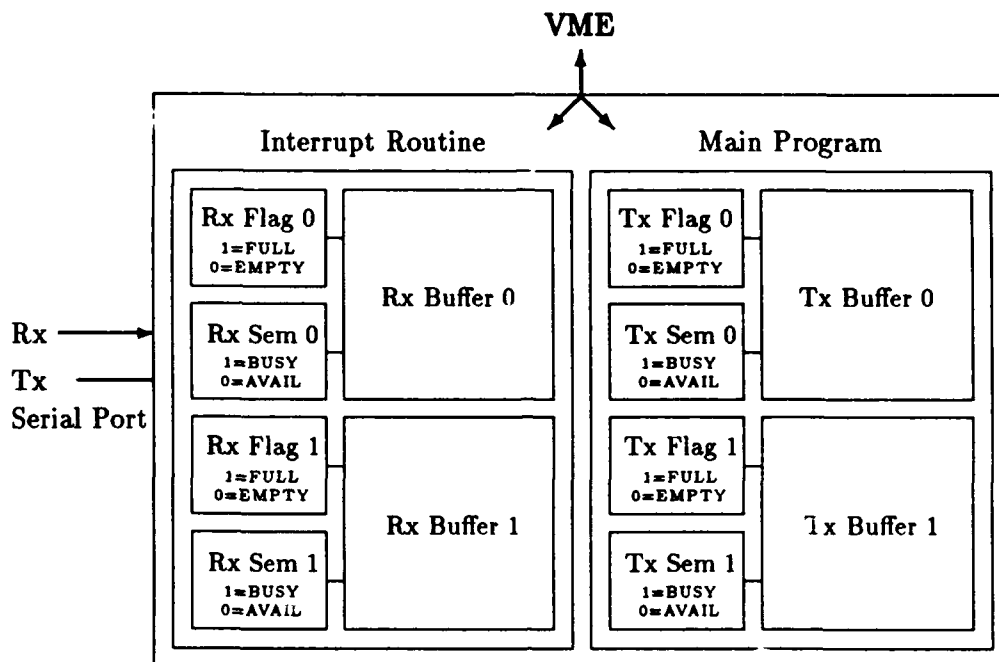 VME
Interrupt Routine
Main Program
Rx Flag 0
1=FULL
0=EMPTY
Rx Buffer 0
Rx Sem 0
1=BUSY
0=AVAIL
Rx Flag 1
1=FULL
0=EMPTY
Rx Buffer 1
Rx Sem 1
1=BUSY
0=AVAIL
Tx Flag 0
1=FULL
0=EMPTY
Tx Buffer 0
Tx Sem 0
1=BUSY
0=AVAIL
Tx Flag 1
1=FULL
0=EMPTY
Tx Buffer 1
Tx Sem 1
1=BUSY
0=AVAIL
Rx
Tx
Serial Port